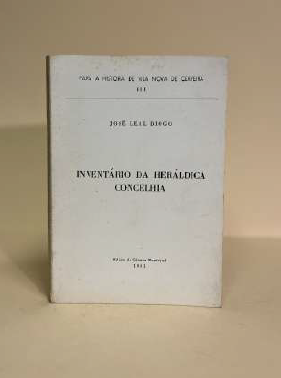 PARA A HISTÓRIA DE VILA NOVA DE CERVEIRA
III
JOSÉ LEAL DIOGO
INVENTÁRIO DA HERÁLDICA
CONCELHIA
Edição da Câmara Municipal